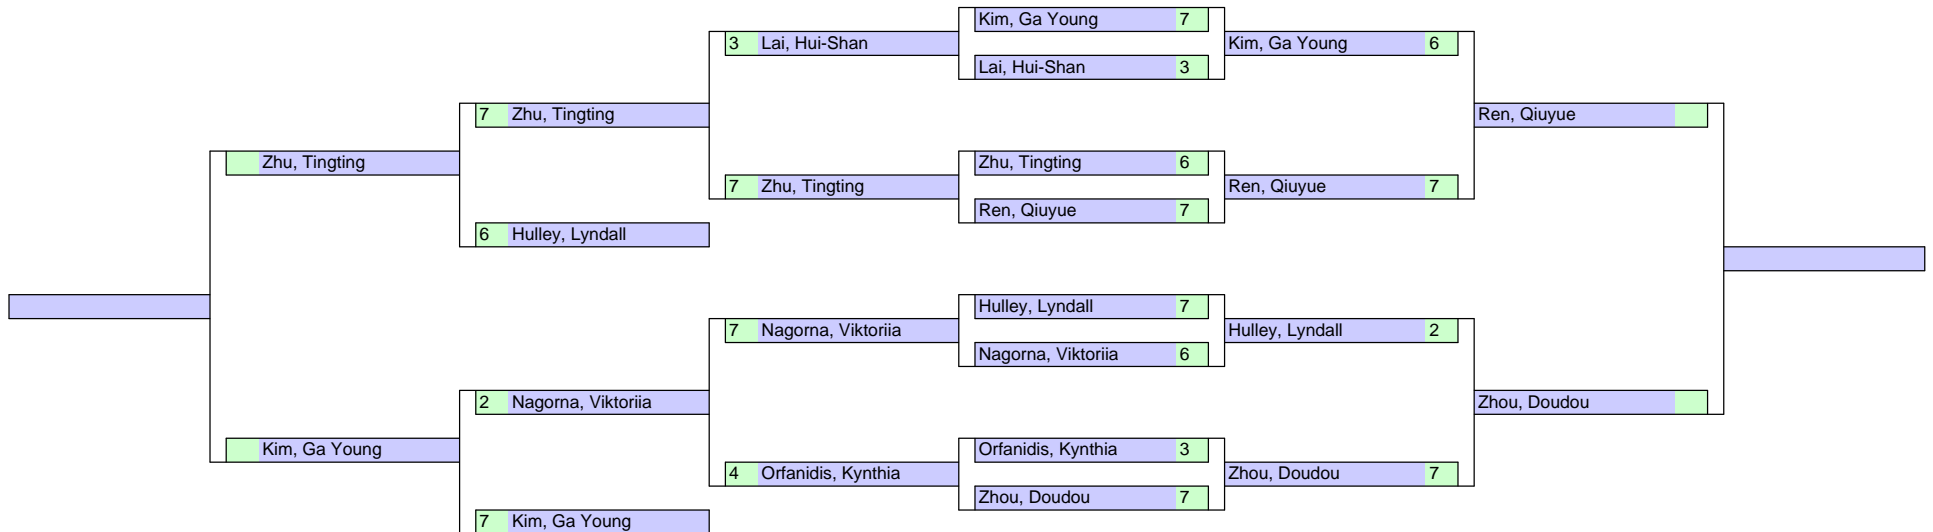 Kim, Ga Young 7
3 Lai, Hui-Shan Kim, Ga Young 6
Lai, Hui-Shan 3
7 Zhu, Tingting Ren, Qiuyue
Zhu, Tingting Zhu, Tingting 6
7 Zhu, Tingting Ren, Qiuyue 7
Ren, Qiuyue 7
6 Hulley, Lyndall
Hulley, Lyndall 7
7 Nagorna, Viktoriia Hulley, Lyndall 2
Nagorna, Viktoriia 6
2 Nagorna, Viktoriia Zhou, Doudou
Kim, Ga Young Orfanidis, Kynthia 3
4 Orfanidis, Kynthia Zhou, Doudou 7
Zhou, Doudou 7
7 Kim, Ga Young